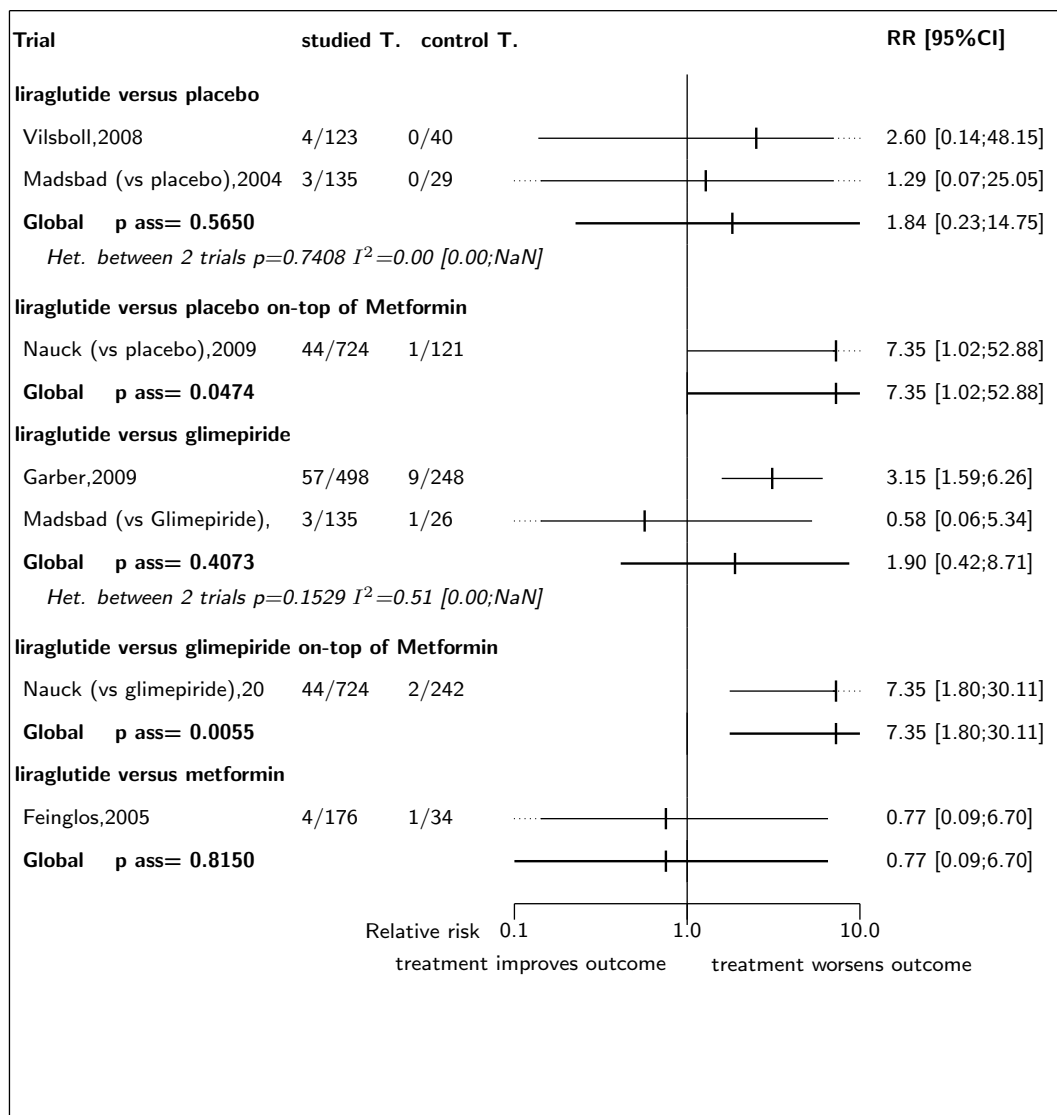 Trial studied T. control T. RR [95%CI]
liraglutide versus placebo
Vilsboll,2008 4/123 0/40 2.60 [0.14;48.15]
Madsbad (vs placebo),2004 3/135 0/29 1.29 [0.07;25.05]
Global p ass= 0.5650 1.84 [0.23;14.75]
Het. between 2 trials p=0.7408 I²=0.00 [0.00;NaN]
liraglutide versus placebo on-top of Metformin
Nauck (vs placebo),2009 44/724 1/121 7.35 [1.02;52.88]
Global p ass= 0.0474 7.35 [1.02;52.88]
liraglutide versus glimepiride
Garber,2009 57/498 9/248 3.15 [1.59;6.26]
Madsbad (vs Glimepiride), 3/135 1/26 0.58 [0.06;5.34]
Global p ass= 0.4073 1.90 [0.42;8.71]
Het. between 2 trials p=0.1529 I²=0.51 [0.00;NaN]
liraglutide versus glimepiride on-top of Metformin
Nauck (vs glimepiride),20 44/724 2/242 7.35 [1.80;30.11]
Global p ass= 0.0055 7.35 [1.80;30.11]
liraglutide versus metformin
Feinglos,2005 4/176 1/34 0.77 [0.09;6.70]
Global p ass= 0.8150 0.77 [0.09;6.70]
Relative risk 0.1 1.0 10.0
treatment improves outcome treatment worsens outcome